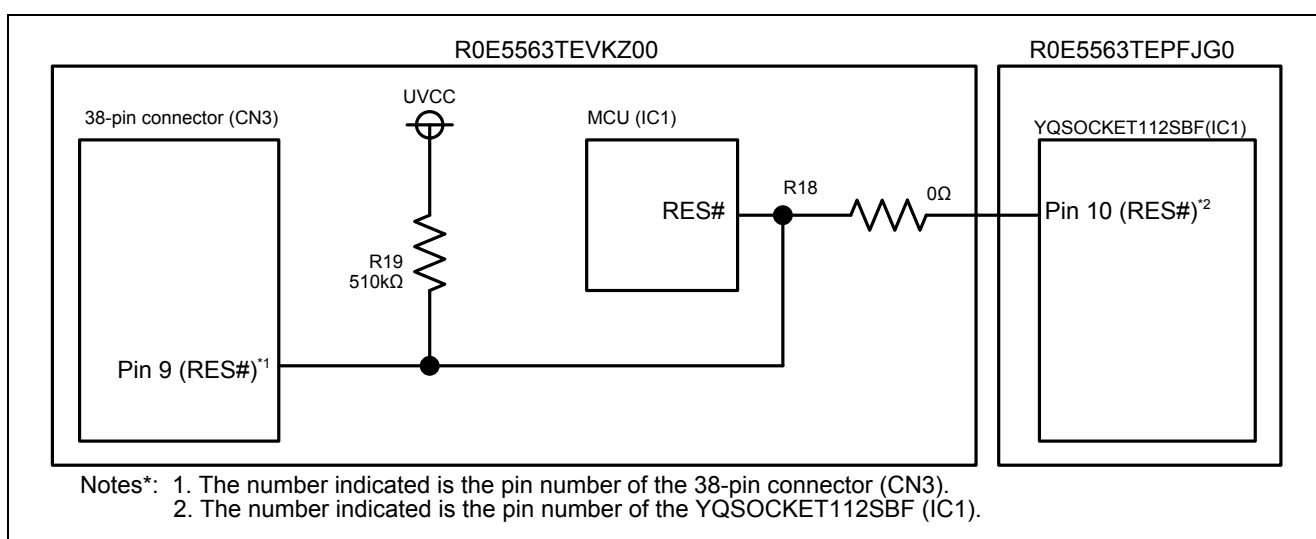 R0E5563TEVKZ00
R0E5563TEPFJG0
38-pin connector (CN3)
UVCC
MCU (IC1)
YQSOCKET112SBF(IC1)
RES#
R18
0Ω
Pin 10 (RES#)*2
R19
510kΩ
Pin 9 (RES#)*1
Notes*: 1. The number indicated is the pin number of the 38-pin connector (CN3).
2. The number indicated is the pin number of the YQSOCKET112SBF (IC1).